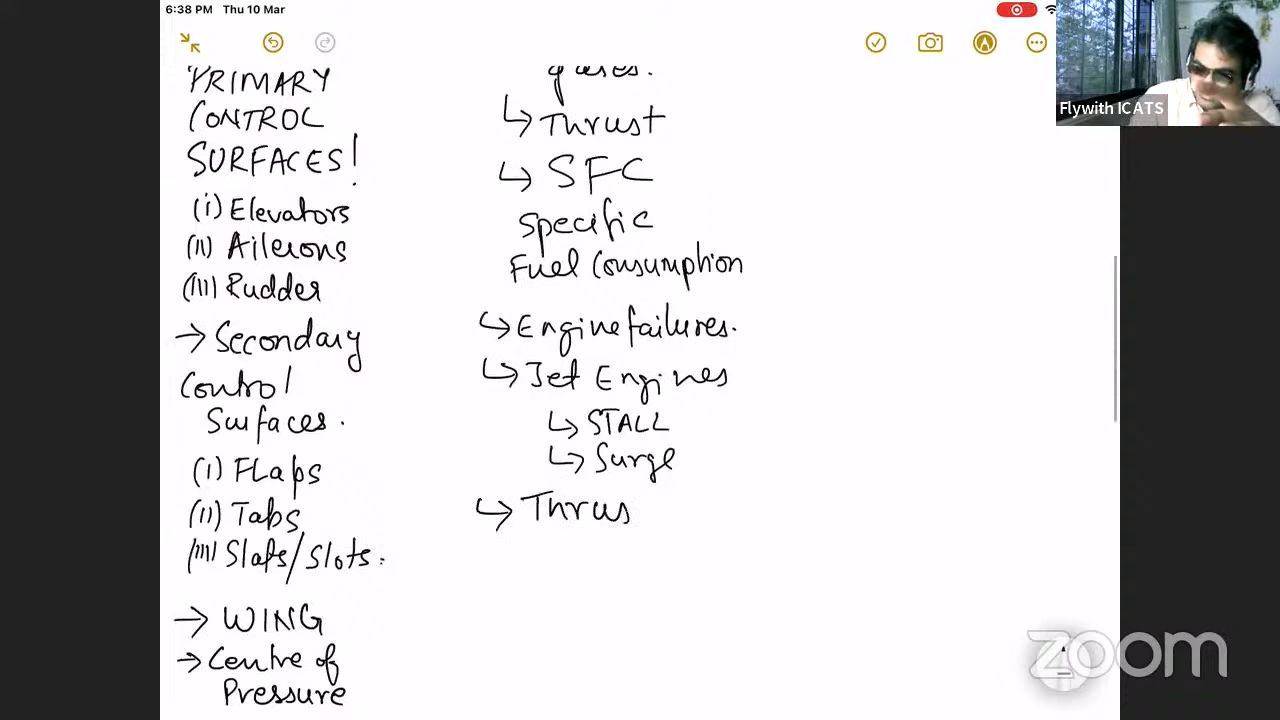 6:38 PM Thu 10 Mar
Flywith ICATS
PRIMARY
CONTROL
SURFACES!
(i) Elevators
(ii) Ailerons
(iii) Rudder
→ Secondary
Control
Surfaces.
(i) Flaps
(ii) Tabs
(iii) Slats/Slots.
→ WING
→ Centre of
Pressure
gases.
↳ Thrust
↳ SFC
Specific
Fuel Consumption
↳ Engine failures.
↳ Jet Engines
↳ STALL
↳ Surge
↳ Thrus
zoom